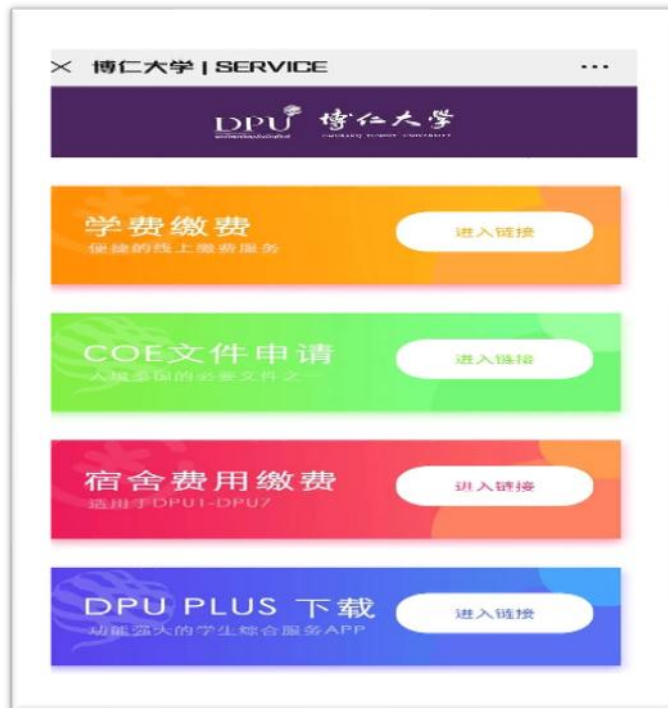 × 博仁大学 | SERVICE ...
DPU 博仁大学
学费缴费
进入链接
便捷的线上缴费服务
COE文件申请
进入链接
入境泰国的必要文件之一
宿舍费用缴费
进入链接
适用于DPU1-DPU7
DPU PLUS 下载
进入链接
功能强大的学生综合服务APP